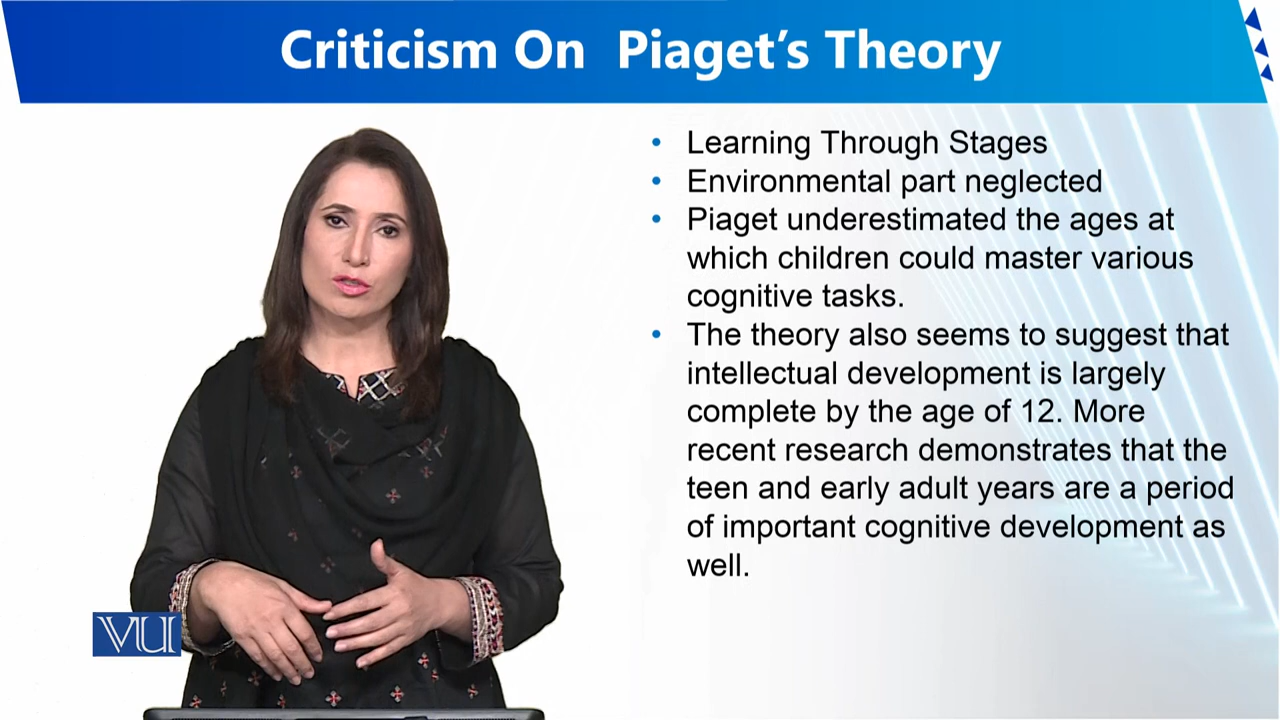 Criticism On  Piaget’s Theory
• Learning Through Stages
• Environmental part neglected
• Piaget underestimated the ages at
which children could master various
cognitive tasks.
• The theory also seems to suggest that
intellectual development is largely
complete by the age of 12. More
recent research demonstrates that the
teen and early adult years are a period
of important cognitive development as
well.
VU